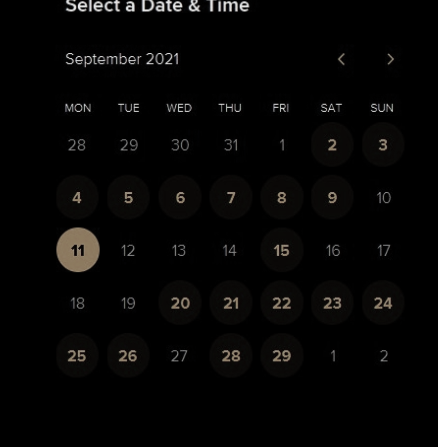 Select a Date & Time
September 2021
MON TUE WED THU FRI SAT SUN
28 29 30 31 1 2 3
4 5 6 7 8 9 10
11 12 13 14 15 16 17
18 19 20 21 22 23 24
25 26 27 28 29 1 2